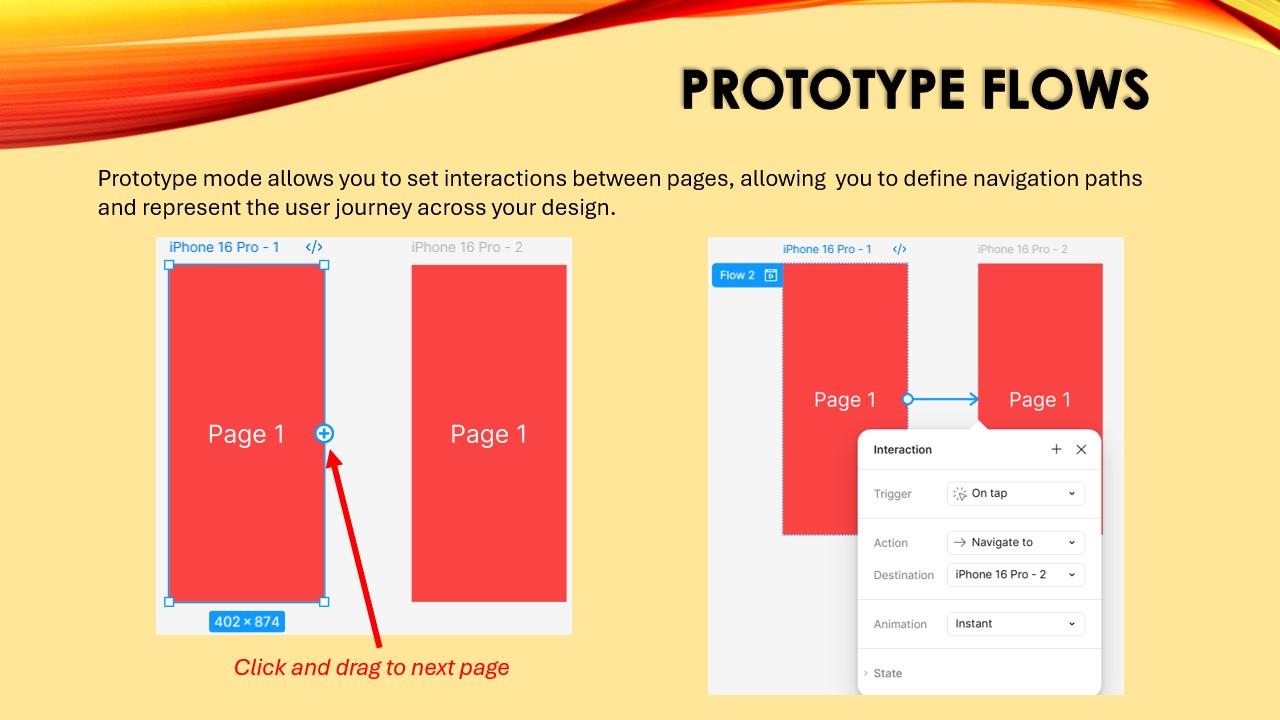 PROTOTYPE FLOWS
Prototype mode allows you to set interactions between pages, allowing  you to define navigation paths
and represent the user journey across your design.
iPhone 16 Pro - 1 </>
iPhone 16 Pro - 2
Page 1
Page 1
402 × 874
Click and drag to next page
iPhone 16 Pro - 1 </>
iPhone 16 Pro - 2
Flow 2
Page 1
Page 1
Interaction
Trigger On tap
Action Navigate to
Destination iPhone 16 Pro - 2
Animation Instant
State